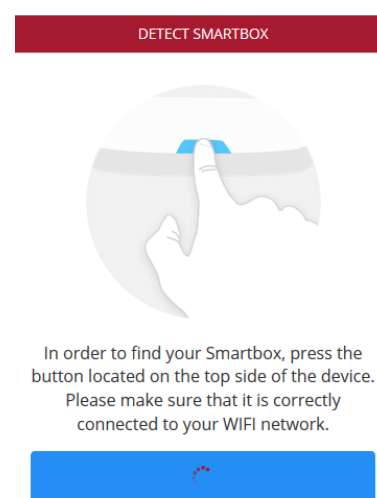 DETECT SMARTBOX
In order to find your Smartbox, press the
button located on the top side of the device.
Please make sure that it is correctly
connected to your WIFI network.